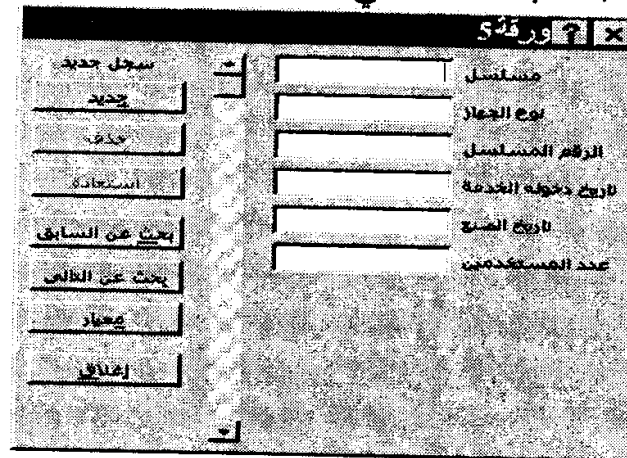 ورقة5
مسلسل
نوع الجهاز
الرقم المسلسل
تاريخ دخوله الخدمة
تاريخ الصنع
عدد المستخدمين
سجل جديد
جديد
حذف
استعادة
بحث عن السابق
بحث عن التالى
معيار
إغلاق